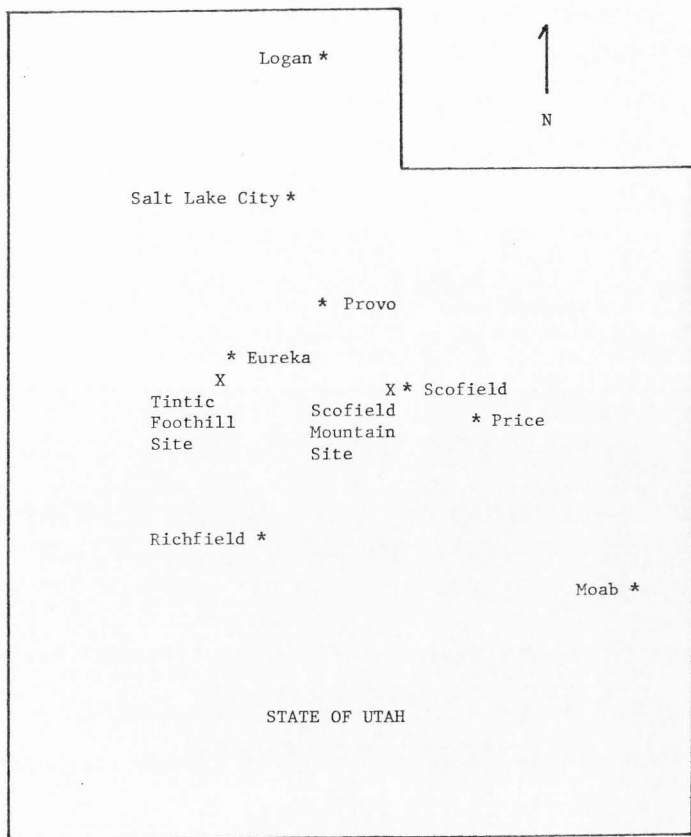 Logan *
N
Salt Lake City *
* Provo
* Eureka
X
Tintic
Foothill
Site
X * Scofield
Scofield
Mountain
Site
* Price
Richfield *
Moab *
STATE OF UTAH